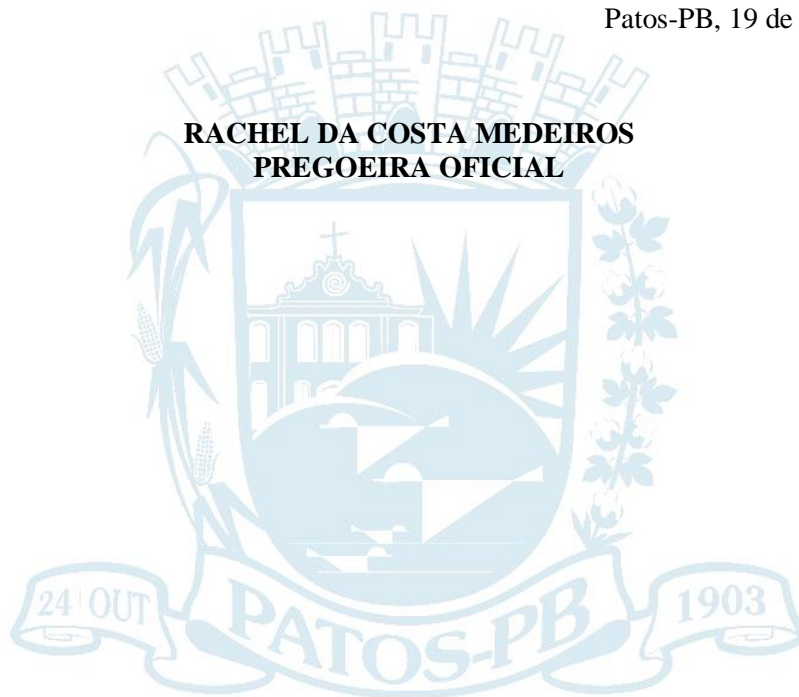 Patos-PB, 19 de
RACHEL DA COSTA MEDEIROS
PREGOEIRA OFICIAL
24 OUT
PATOS-PB
1903